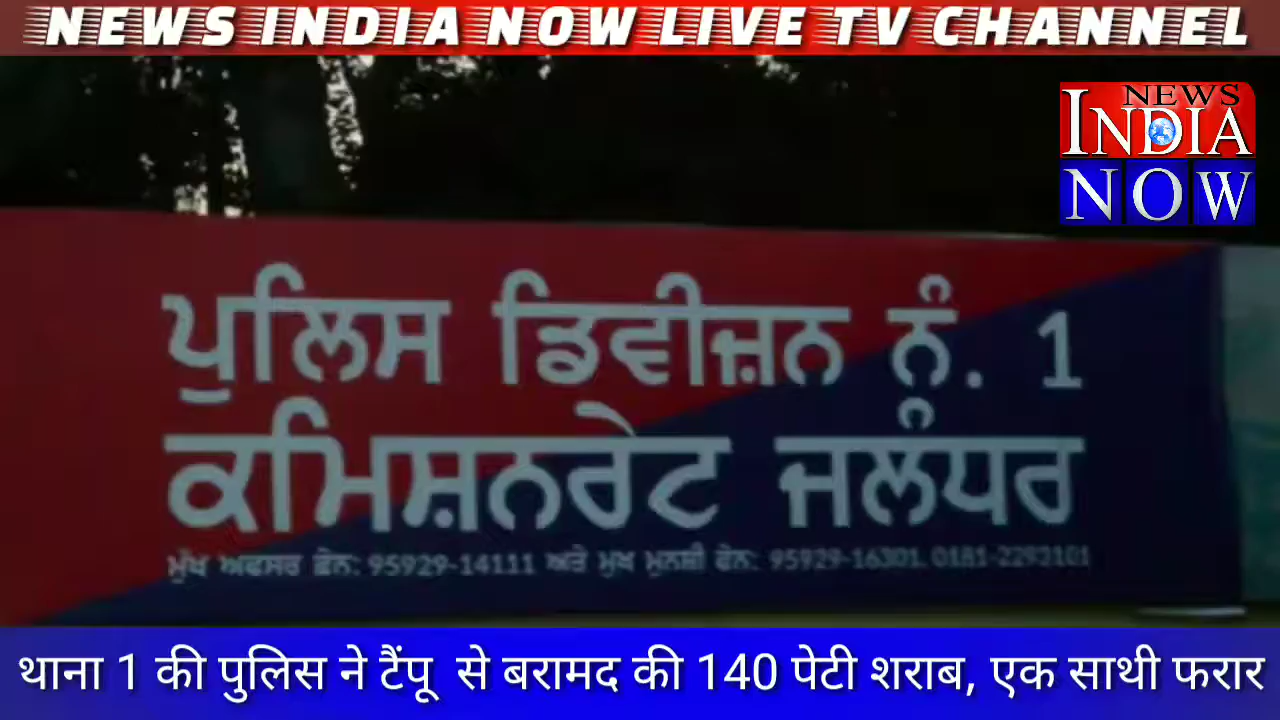 NEWS INDIA NOW LIVE TV CHANNEL
NEWS
INDIA
NOW
ਪੁਲਿਸ ਡਿਵੀਜ਼ਨ ਨੰ. 1
ਕਮਿਸ਼ਨਰੇਟ ਜਲੰਧਰ
ਮੁੱਖ ਅਫਸਰ ਫੋਨ: 95929-14111 ਅਤੇ ਮੁੱਖ ਮੁਨਸ਼ੀ ਫੋਨ: 95929-16301, 0181-2293101
थाना 1 की पुलिस ने टैंपू से बरामद की 140 पेटी शराब, एक साथी फरार